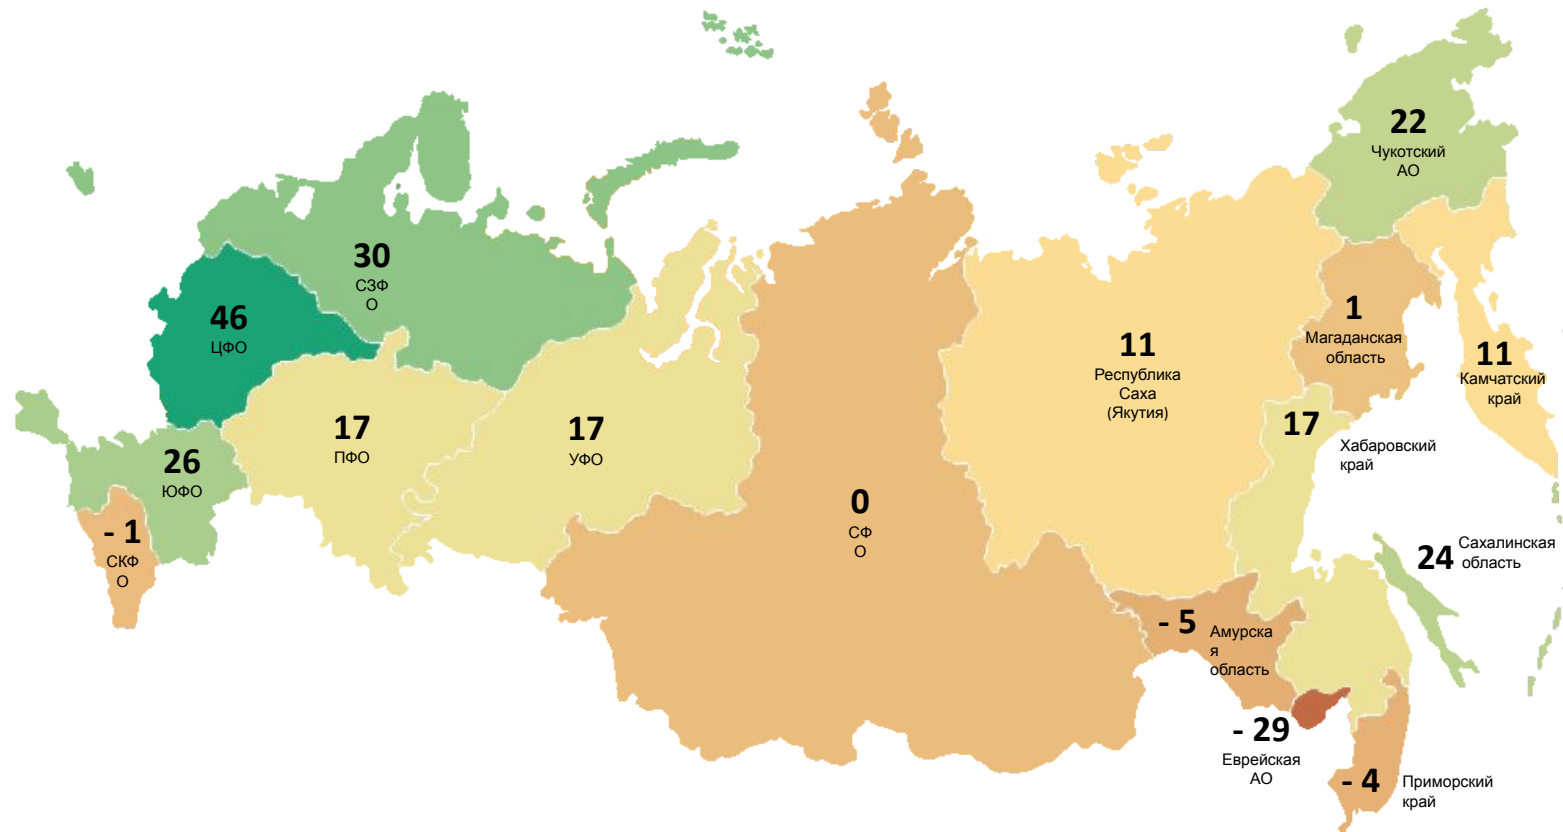 22
Чукотский
АО
30
СЗФ
О
46
ЦФО
1
Магаданская
область
11
Республика
Саха
(Якутия)
11
Камчатский
край
17
ПФО
17
УФО
17
Хабаровский
край
26
ЮФО
0
СФ
О
- 1
СКФ
О
24
Сахалинская
область
- 5
Амурска
я
область
- 29
Еврейская
АО
- 4
Приморский
край